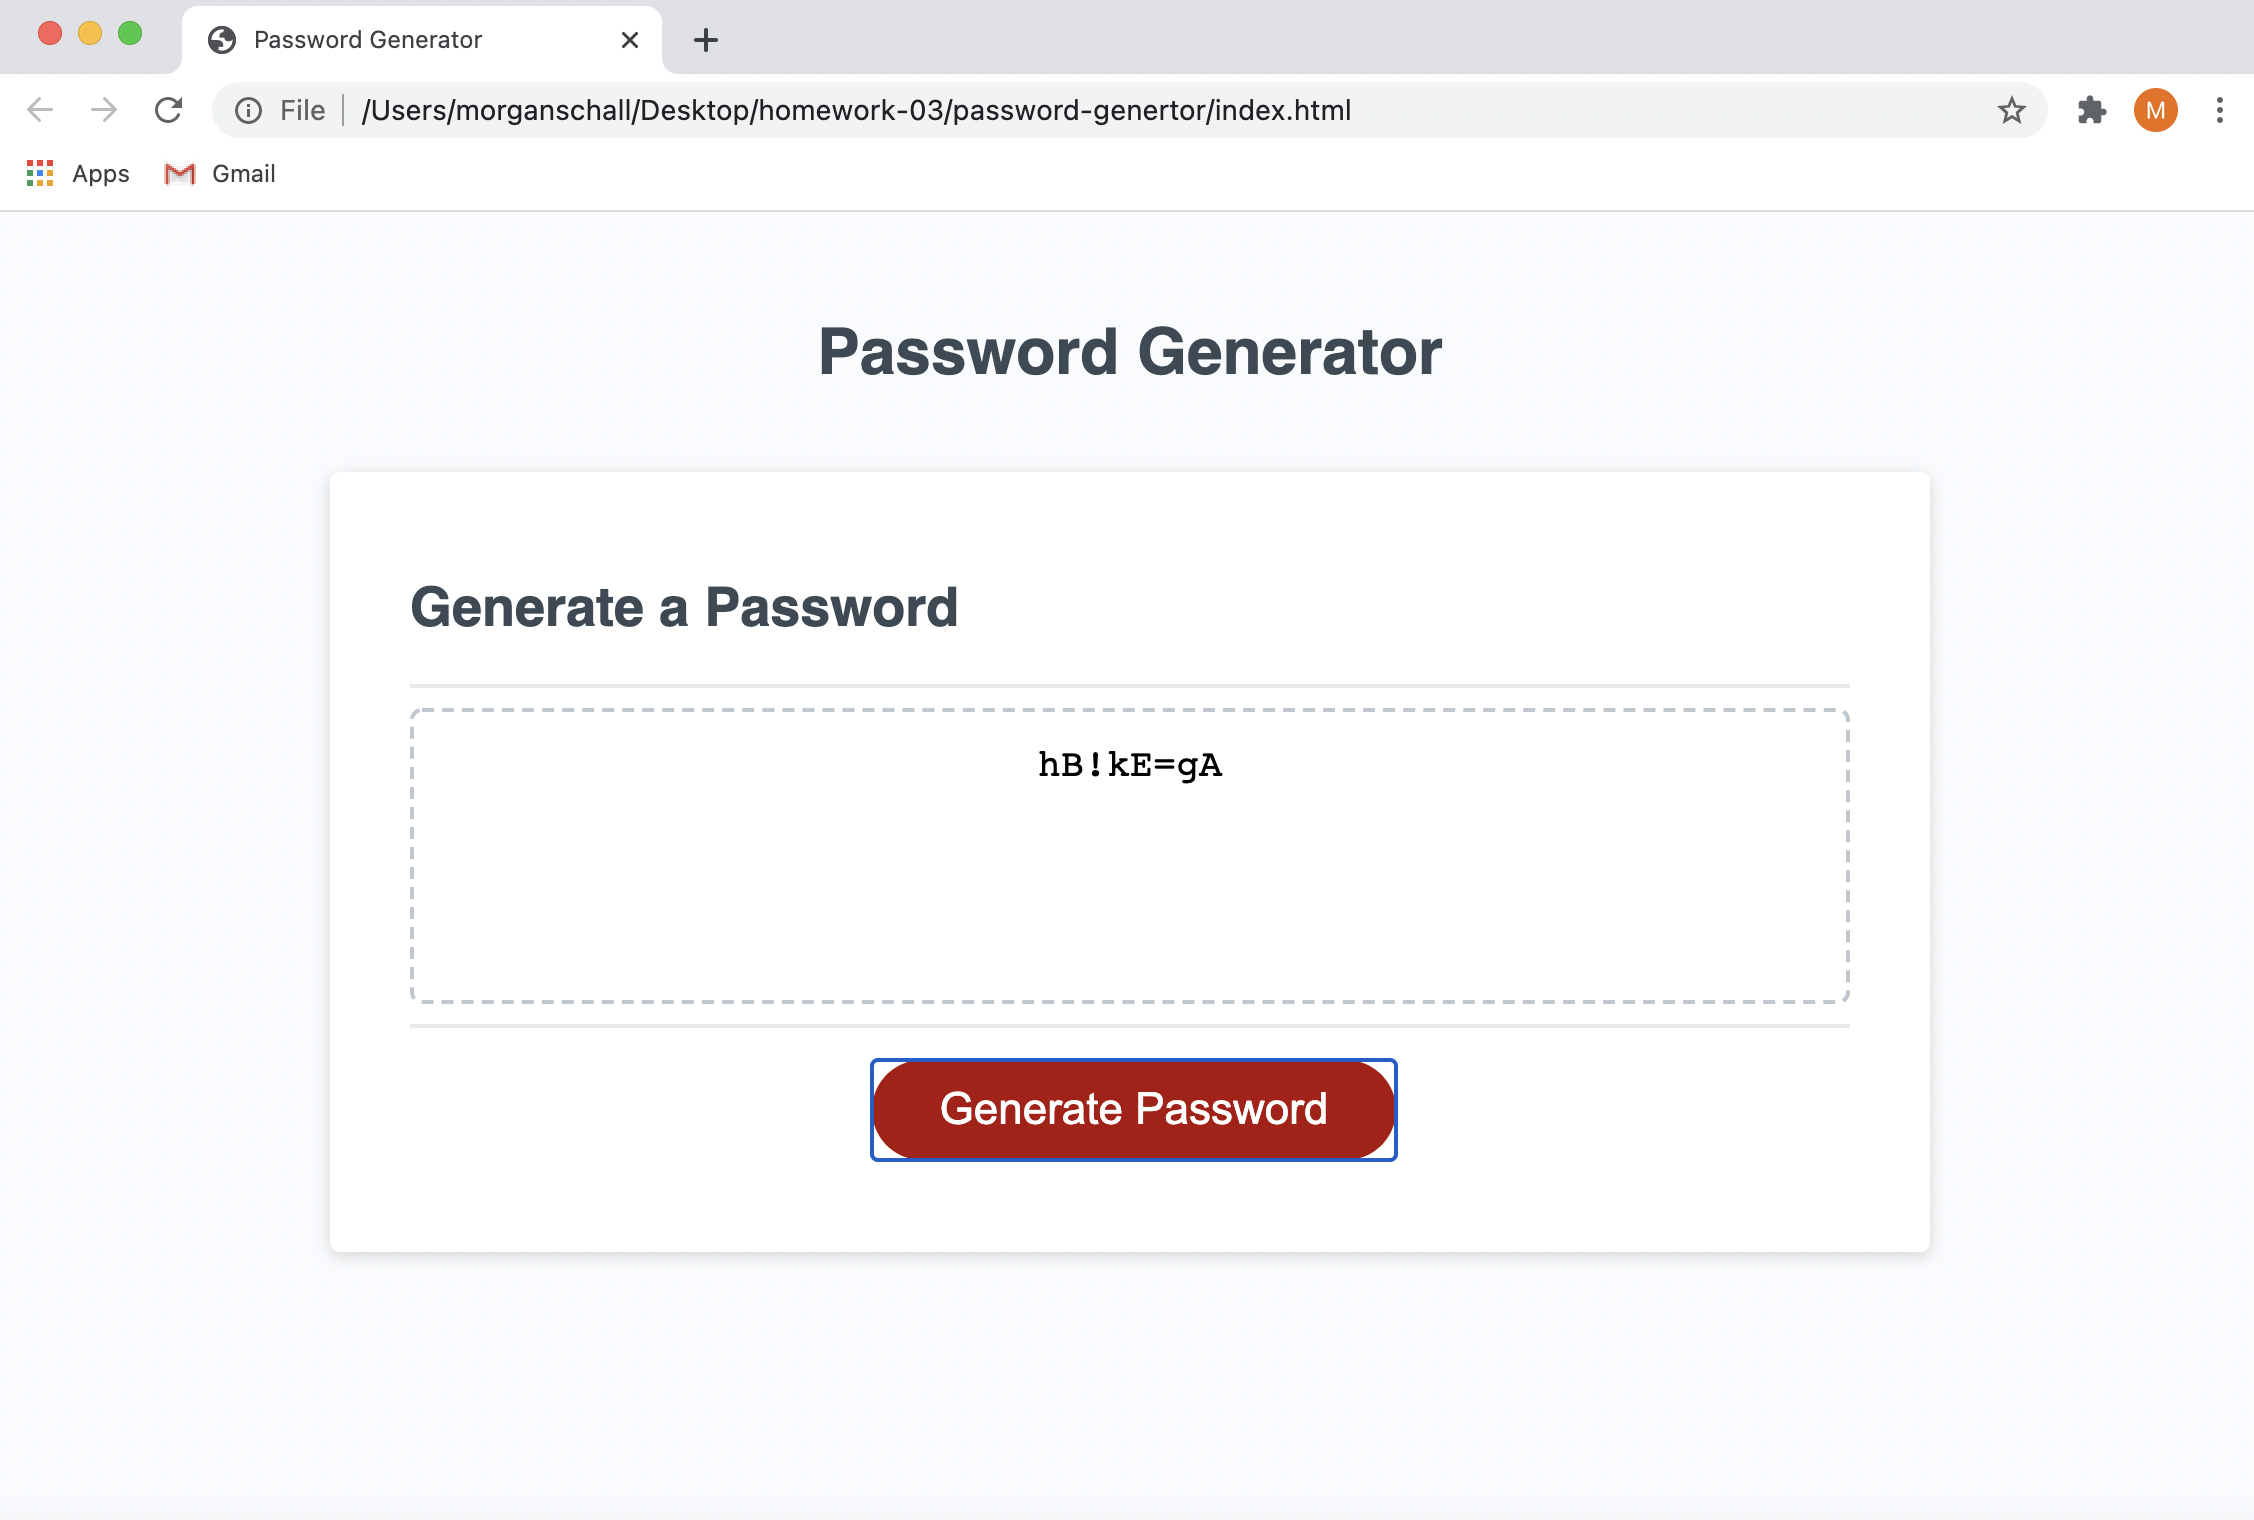 Password Generator
File /Users/morganschall/Desktop/homework-03/password-genertor/index.html
M
Apps Gmail
Password Generator
Generate a Password
hB!kE=gA
Generate Password